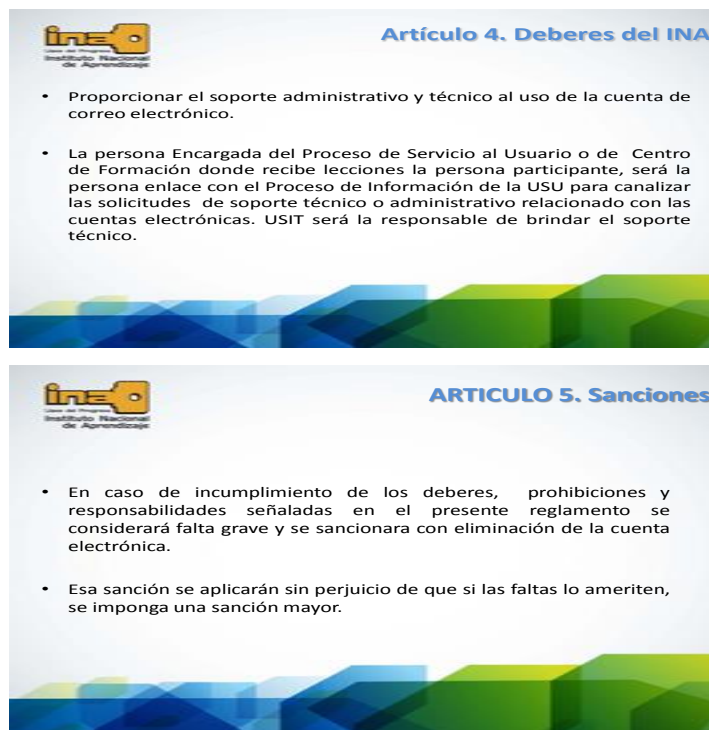 ina
Llave del Progreso
Instituto Nacional
de Aprendizaje
Artículo 4. Deberes del INA
• Proporcionar el soporte administrativo y técnico al uso de la cuenta de
correo electrónico.
• La persona Encargada del Proceso de Servicio al Usuario o de Centro
de Formación donde recibe lecciones la persona participante, será la
persona enlace con el Proceso de Información de la USU para canalizar
las solicitudes de soporte técnico o administrativo relacionado con las
cuentas electrónicas. USIT será la responsable de brindar el soporte
técnico.
ina
Llave del Progreso
Instituto Nacional
de Aprendizaje
ARTICULO 5. Sanciones
• En caso de incumplimiento de los deberes, prohibiciones y
responsabilidades señaladas en el presente reglamento se
considerará falta grave y se sancionara con eliminación de la cuenta
electrónica.
• Esa sanción se aplicarán sin perjuicio de que si las faltas lo ameriten,
se imponga una sanción mayor.